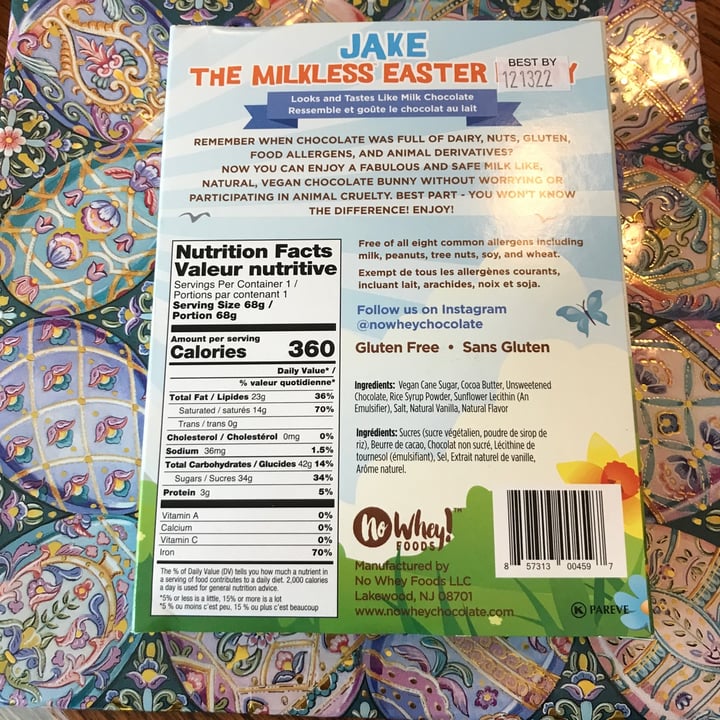 JAKE
THE MILKLESS EASTER
BEST BY
121322
Looks and Tastes Like Milk Chocolate
Ressemble et goûte le chocolat au lait
REMEMBER WHEN CHOCOLATE WAS FULL OF DAIRY, NUTS, GLUTEN,
FOOD ALLERGENS, AND ANIMAL DERIVATIVES?
NOW YOU CAN ENJOY A FABULOUS AND SAFE MILK LIKE,
NATURAL, VEGAN CHOCOLATE BUNNY WITHOUT WORRYING OR
PARTICIPATING IN ANIMAL CRUELTY. BEST PART - YOU WON'T KNOW
THE DIFFERENCE! ENJOY!
Nutrition Facts
Valeur nutritive
Servings Per Container 1 /
Portions par contenant 1
Serving Size 68g /
Portion 68g
Amount per serving
Calories 360
Daily Value* /
% valeur quotidienne*
Total Fat / Lipides 23g 36%
Saturated / saturés 14g 70%
Trans / trans 0g
Cholesterol / Cholestérol 0mg 0%
Sodium 36mg 1.5%
Total Carbohydrates / Glucides 42g 14%
Sugars / Sucres 34g 34%
Protein 3g 5%
Vitamin A 0%
Calcium 0%
Vitamin C 0%
Iron 70%
The % of Daily Value (DV) tells you how much a nutrient in
a serving of food contributes to a daily diet. 2,000 calories
a day is used for general nutrition advice.
*5% or less is a little, 15% or more is a lot
*5 % ou moins c'est peu, 15 % ou plus c'est beaucoup
Free of all eight common allergens including
milk, peanuts, tree nuts, soy, and wheat.
Exempt de tous les allergènes courants,
incluant lait, arachides, noix et soja.
Follow us on Instagram
@nowheychocolate
Gluten Free • Sans Gluten
Ingredients: Vegan Cane Sugar, Cocoa Butter, Unsweetened
Chocolate, Rice Syrup Powder, Sunflower Lecithin (An
Emulsifier), Salt, Natural Vanilla, Natural Flavor
Ingrédients: Sucres (sucre végétalien, poudre de sirop de
riz), Beurre de cacao, Chocolat non sucré, Lécithine de
tournesol (émulsifiant), Sel, Extrait naturel de vanille,
Arôme naturel.
No Whey!™
FOODS
Manufactured by
No Whey Foods LLC
Lakewood, NJ 08701
www.nowheychocolate.com
8 57313 00459 7
K PAREVE